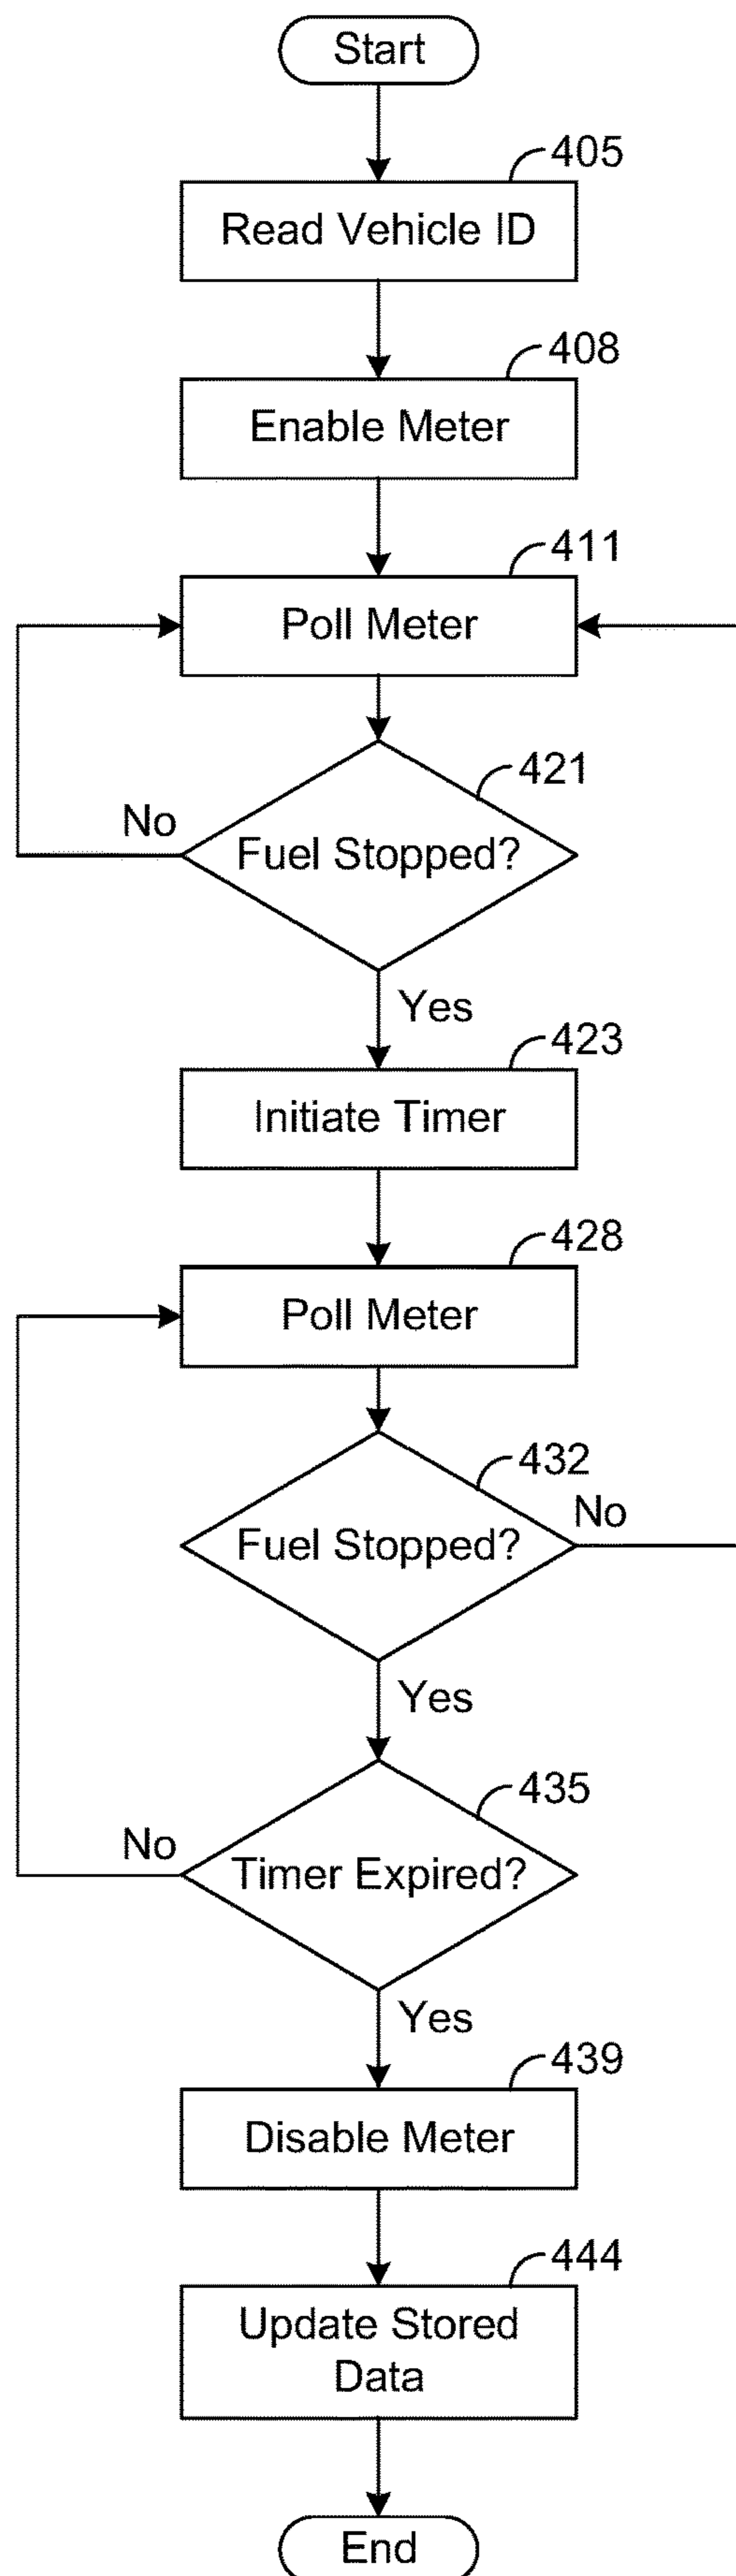 Start
405
Read Vehicle ID
408
Enable Meter
411
Poll Meter
421
No
Fuel Stopped?
Yes
423
Initiate Timer
428
Poll Meter
432
No
Fuel Stopped?
Yes
435
No
Timer Expired?
Yes
439
Disable Meter
444
Update Stored
Data
End